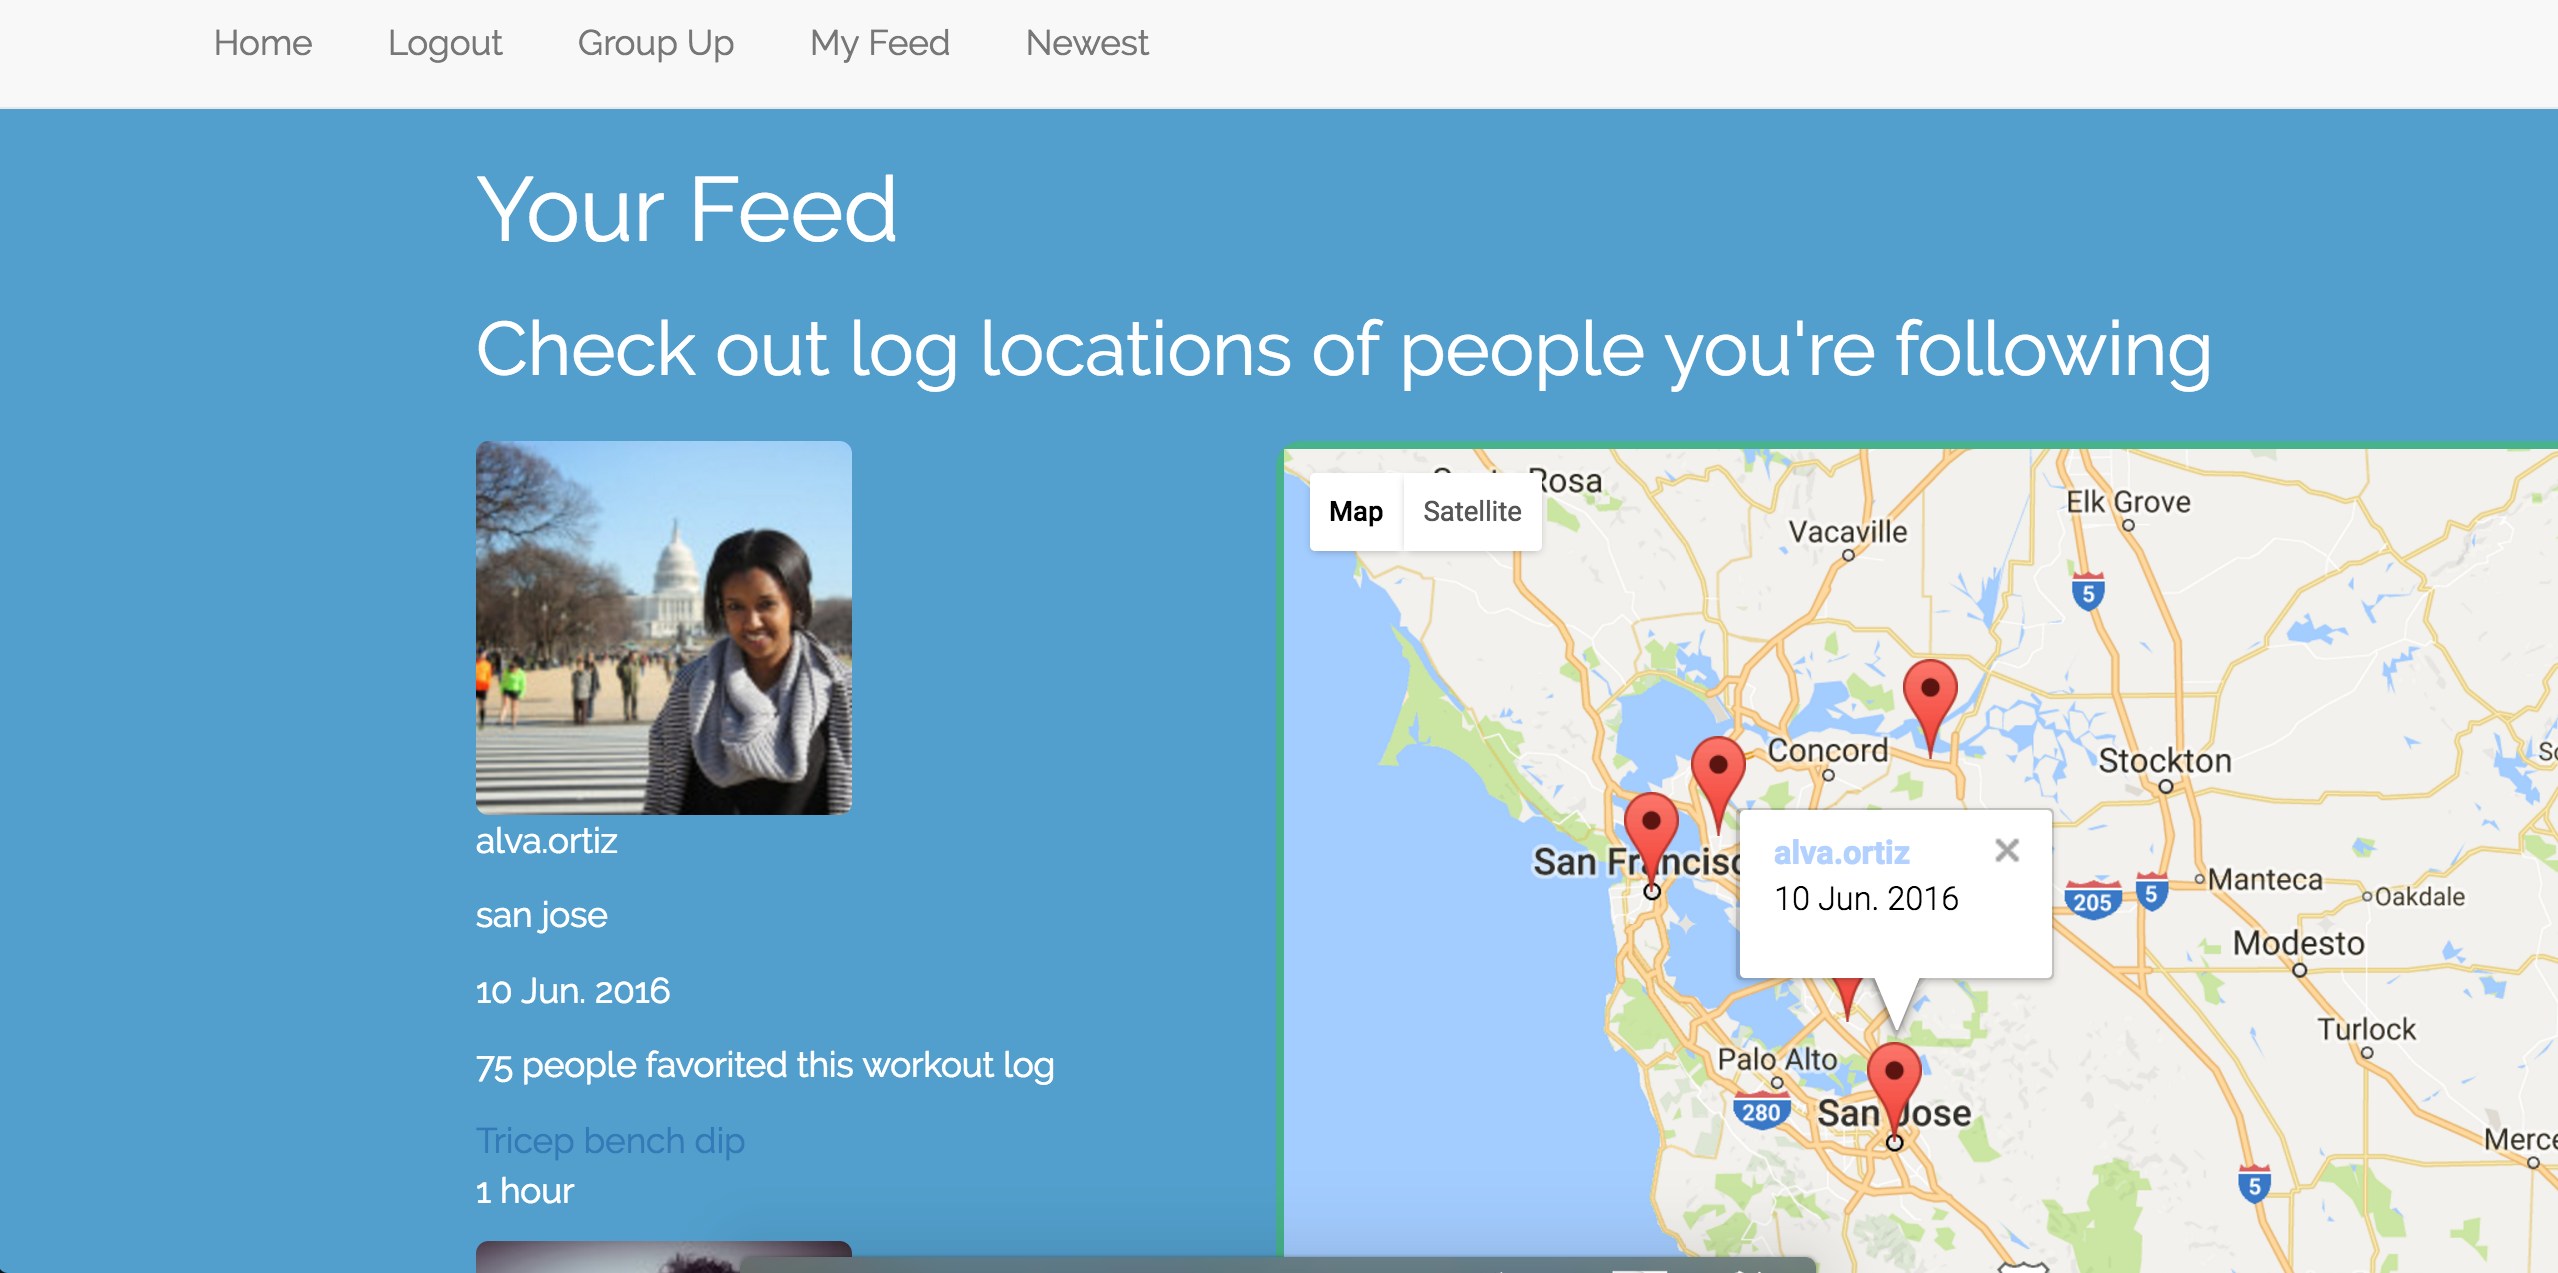 Home Logout Group Up My Feed Newest
Your Feed
Check out log locations of people you're following
alva.ortiz
san jose
10 Jun. 2016
75 people favorited this workout log
Tricep bench dip
1 hour
Map Satellite
Rosa
Elk Grove
Vacaville
5
Concord
Stockton
San Francisc
alva.ortiz
10 Jun. 2016
205
5
Manteca
Oakdale
Modesto
Turlock
Palo Alto
280
San Jose
Merce
5